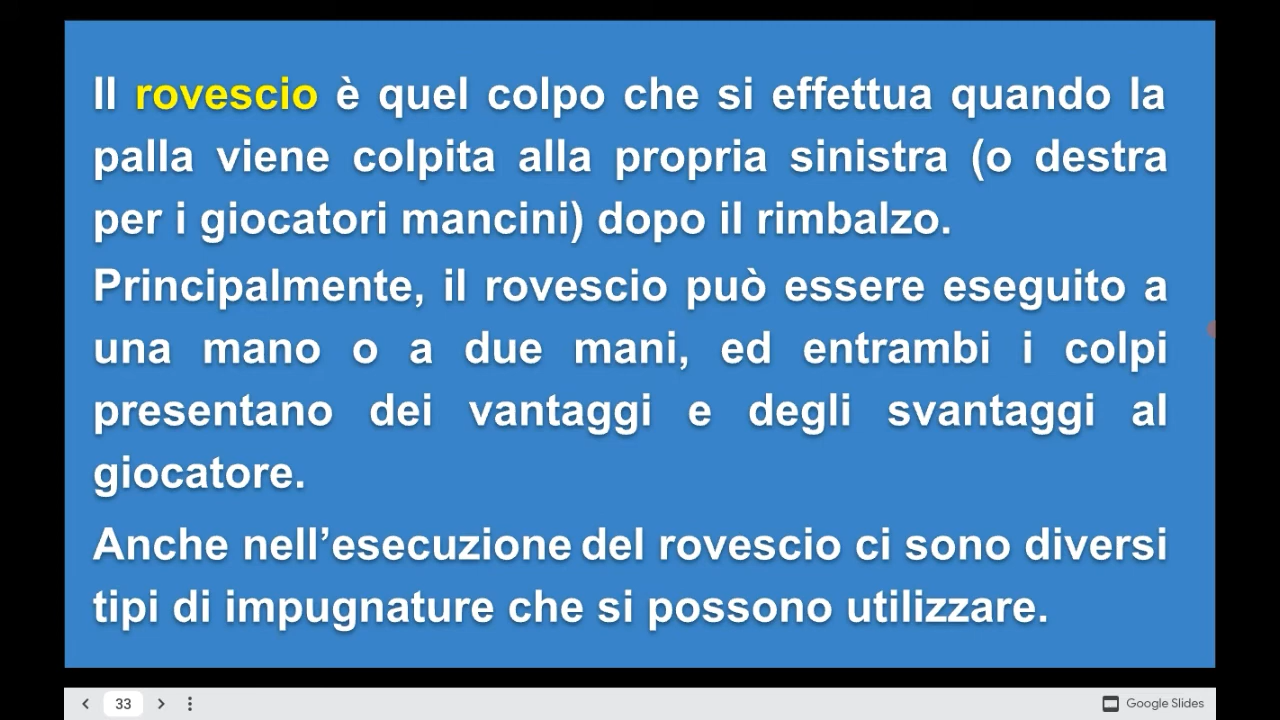 Il rovescio è quel colpo che si effettua quando la
palla viene colpita alla propria sinistra (o destra
per i giocatori mancini) dopo il rimbalzo.
Principalmente, il rovescio può essere eseguito a
una mano o a due mani, ed entrambi i colpi
presentano dei vantaggi e degli svantaggi al
giocatore.
Anche nell’esecuzione del rovescio ci sono diversi
tipi di impugnature che si possono utilizzare.
33
Google Slides